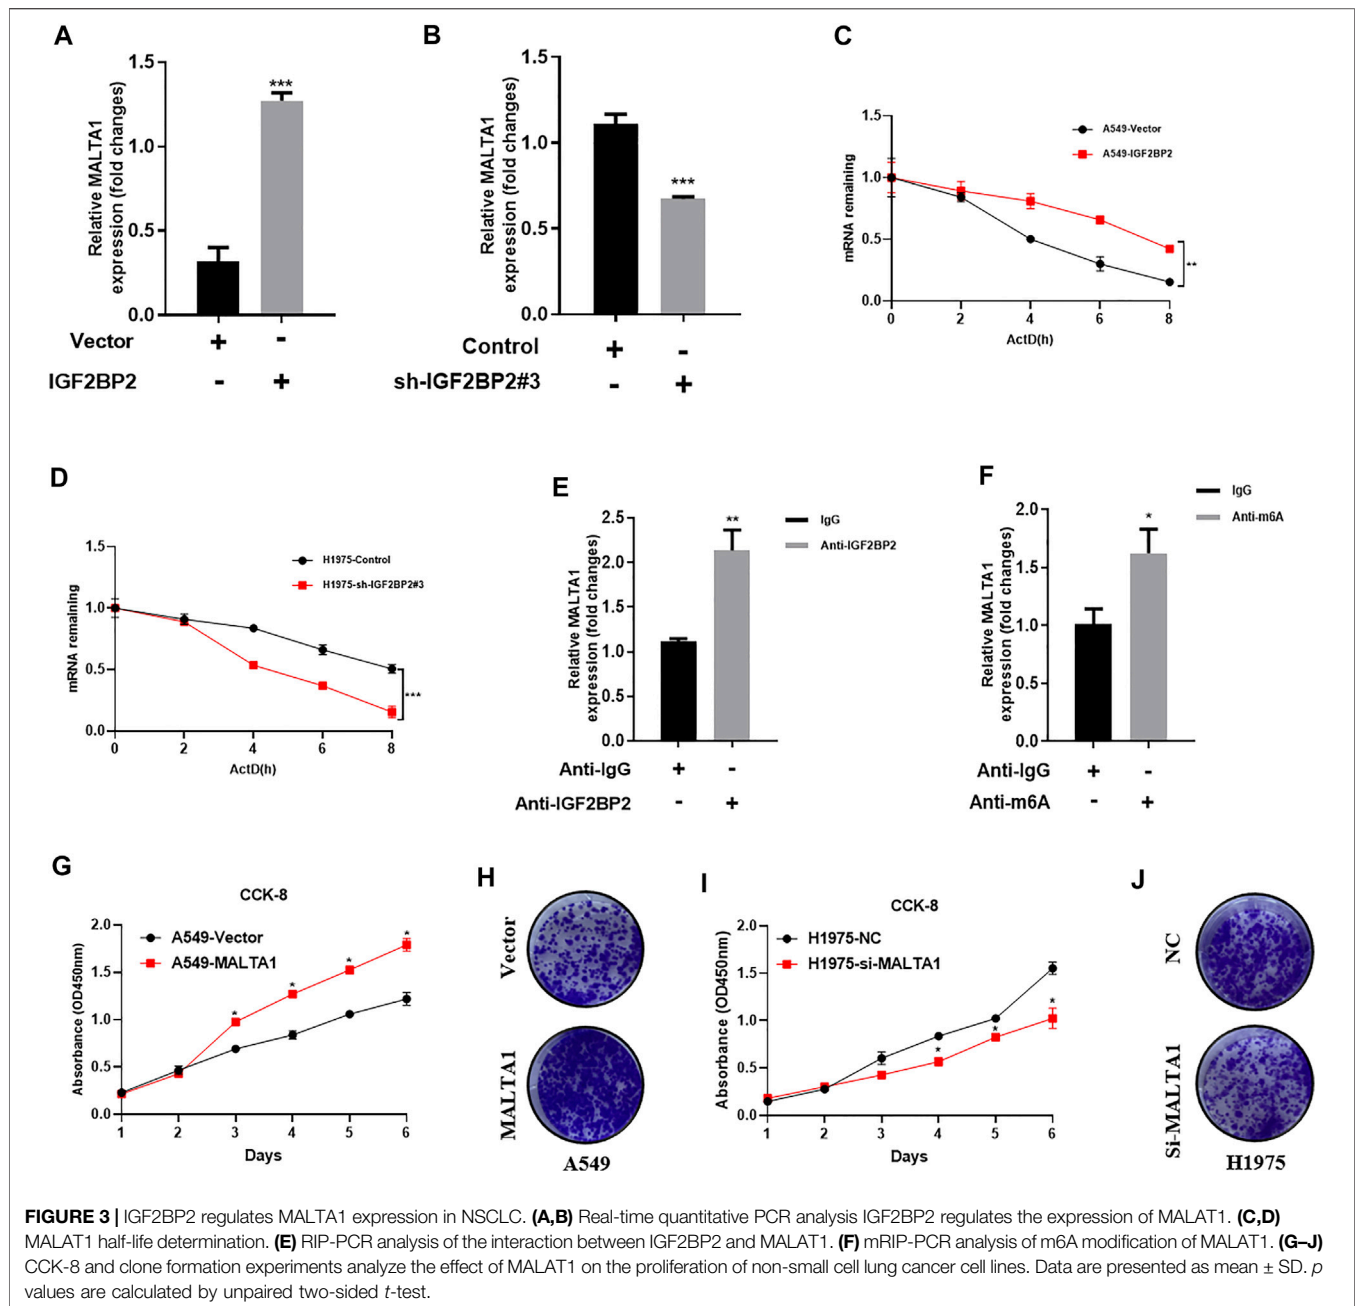 A
Relative MALTA1
expression (fold changes)
1.5
1.0
0.5
0.0
***
Vector + -
IGF2BP2 - +
B
Relative MALTA1
expression (fold changes)
1.5
1.0
0.5
0.0
***
Control + -
sh-IGF2BP2#3 - +
C
mRNA remaining
1.5
1.0
0.5
0.0
A549-Vector
A549-IGF2BP2
**
0 2 4 6 8
ActD(h)
D
mRNA remaining
1.5
1.0
0.5
0.0
H1975-Control
H1975-sh-IGF2BP2#3
***
0 2 4 6 8
ActD(h)
E
Relative MALTA1
expression (fold changes)
2.5
2.0
1.5
1.0
0.5
0.0
**
IgG
Anti-IGF2BP2
Anti-IgG + -
Anti-IGF2BP2 - +
F
Relative MALTA1
expression (fold changes)
2.0
1.5
1.0
0.5
0.0
*
IgG
Anti-m6A
Anti-IgG + -
Anti-m6A - +
G
CCK-8
Absorbance (OD450nm)
2.0
1.5
1.0
0.5
0.0
A549-Vector
A549-MALTA1
* * * *
1 2 3 4 5 6
Days
H
Vector
MALTA1
A549
I
CCK-8
Absorbance (OD450nm)
2.0
1.5
1.0
0.5
0.0
H1975-NC
H1975-si-MALTA1
* * *
1 2 3 4 5 6
Days
J
NC
Si-MALTA1
H1975
FIGURE 3 | IGF2BP2 regulates MALTA1 expression in NSCLC. (A,B) Real-time quantitative PCR analysis IGF2BP2 regulates the expression of MALAT1. (C,D)
MALAT1 half-life determination. (E) RIP-PCR analysis of the interaction between IGF2BP2 and MALAT1. (F) mRIP-PCR analysis of m6A modification of MALAT1. (G–J)
CCK-8 and clone formation experiments analyze the effect of MALAT1 on the proliferation of non-small cell lung cancer cell lines. Data are presented as mean ± SD. p
values are calculated by unpaired two-sided t-test.